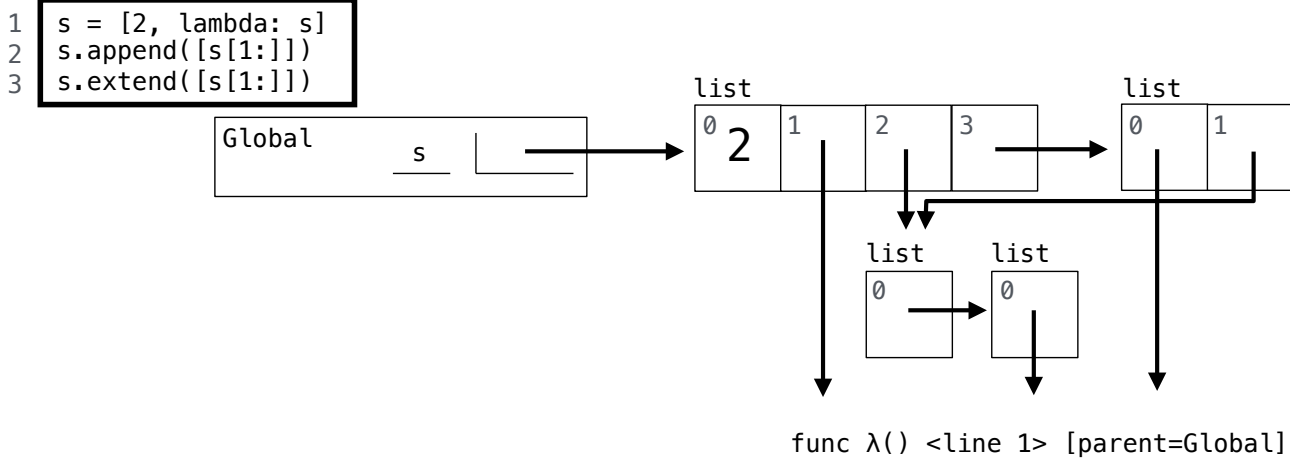 1 s = [2, lambda: s]
2 s.append([s[1:]])
3 s.extend([s[1:]])
list list
Global s 0 2 1 2 3 0 1
list list
0 0
func λ() <line 1> [parent=Global]